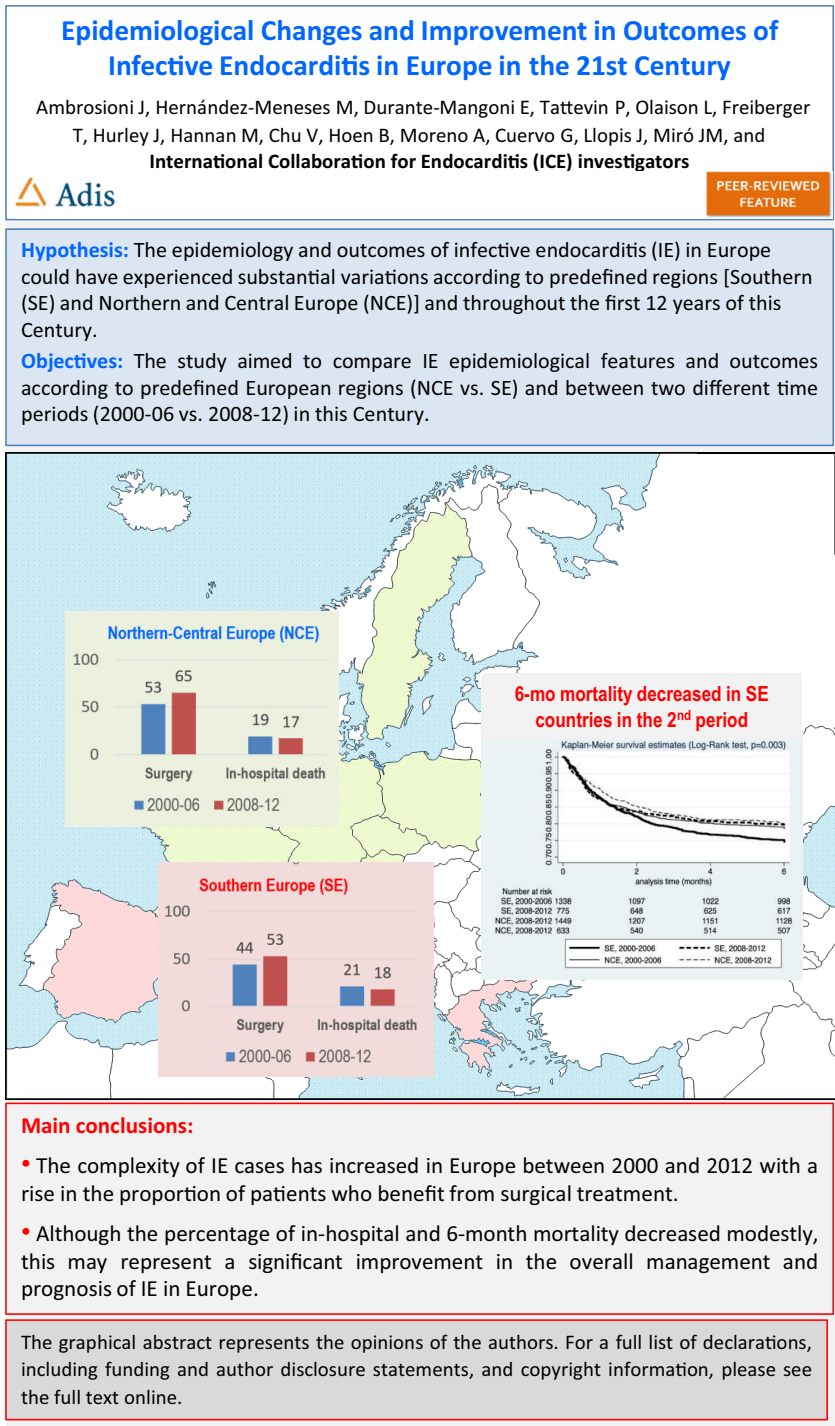 Epidemiological Changes and Improvement in Outcomes of
Infective Endocarditis in Europe in the 21st Century
Ambrosioni J, Hernández-Meneses M, Durante-Mangoni E, Tattevin P, Olaison L, Freiberger
T, Hurley J, Hannan M, Chu V, Hoen B, Moreno A, Cuervo G, Llopis J, Miró JM, and
International Collaboration for Endocarditis (ICE) investigators
Adis
PEER-REVIEWED
FEATURE
Hypothesis: The epidemiology and outcomes of infective endocarditis (IE) in Europe
could have experienced substantial variations according to predefined regions [Southern
(SE) and Northern and Central Europe (NCE)] and throughout the first 12 years of this
Century.
Objectives: The study aimed to compare IE epidemiological features and outcomes
according to predefined European regions (NCE vs. SE) and between two different time
periods (2000-06 vs. 2008-12) in this Century.
Northern-Central Europe (NCE)
100
50
0
53
65
19
17
Surgery
In-hospital death
2000-06
2008-12
6-mo mortality decreased in SE
countries in the 2nd period
Kaplan-Meier survival estimates (Log-Rank test, p=0.003)
0.70 0.75 0.80 0.85 0.90 0.95 1.00
0 2 4 6
analysis time (months)
Number at risk
SE, 2000-2006 1338 1097 1022 998
SE, 2008-2012 775 648 625 617
NCE, 2008-2012 1449 1207 1151 1128
NCE, 2008-2012 633 540 514 507
SE, 2000-2006 SE, 2008-2012
NCE, 2000-2006 NCE, 2008-2012
Southern Europe (SE)
100
50
0
44
53
21
18
Surgery
In-hospital death
2000-06
2008-12
Main conclusions:
• The complexity of IE cases has increased in Europe between 2000 and 2012 with a
rise in the proportion of patients who benefit from surgical treatment.
• Although the percentage of in-hospital and 6-month mortality decreased modestly,
this may represent a significant improvement in the overall management and
prognosis of IE in Europe.
The graphical abstract represents the opinions of the authors. For a full list of declarations,
including funding and author disclosure statements, and copyright information, please see
the full text online.